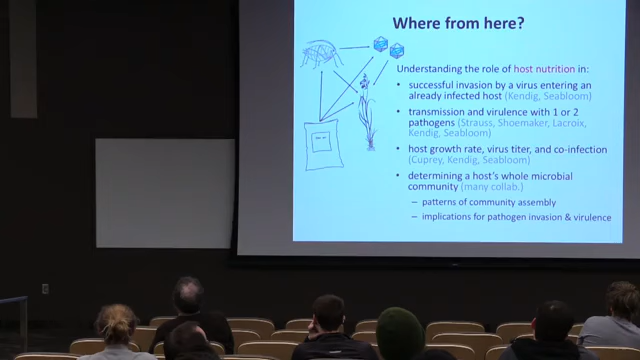 Where from here?
Understanding the role of host nutrition in:
• successful invasion by a virus entering an
already infected host (Kendig, Seabloom)
• transmission and virulence with 1 or 2
pathogens (Strauss, Shoemaker, Lacroix,
Kendig, Seabloom)
• host growth rate, virus titer, and co-infection
(Cuprey, Kendig, Seabloom)
• determining a host's whole microbial
community (many collab.)
– patterns of community assembly
– implications for pathogen invasion & virulence